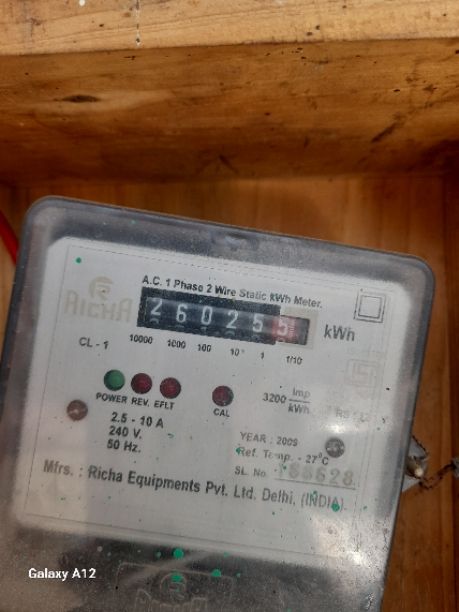 A.C. 1 Phase 2 Wire Static kWh Meter.
RICHA
2 6 0 2 5 5 kWh
CL - 1 10000 1000 100 10 1 1/10
POWER REV. EFLT CAL
3200 imp/kWh
2.5 - 10 A
240 V.
50 Hz.
YEAR : 2009
Ref. Temp. - 27°C
SL. No.
Mfrs. : Richa Equipments Pvt. Ltd. Delhi, (INDIA).
Galaxy A12